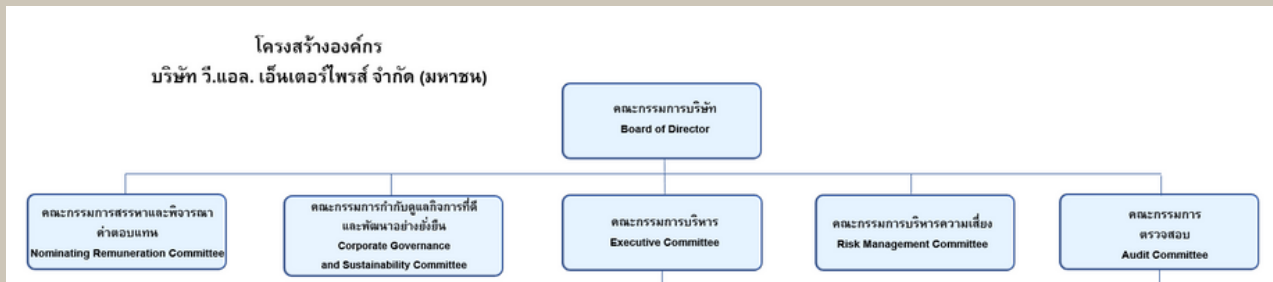 โครงสร้างองค์กร
บริษัท วี.แอล. เอ็นเตอร์ไพรส์ จำกัด (มหาชน)
คณะกรรมการบริษัท
Board of Director
คณะกรรมการสรรหาและพิจารณา
ค่าตอบแทน
Nominating Remuneration Committee
คณะกรรมการกำกับดูแลกิจการที่ดี
และพัฒนาอย่างยั่งยืน
Corporate Governance
and Sustainability Committee
คณะกรรมการบริหาร
Executive Committee
คณะกรรมการบริหารความเสี่ยง
Risk Management Committee
คณะกรรมการ
ตรวจสอบ
Audit Committee